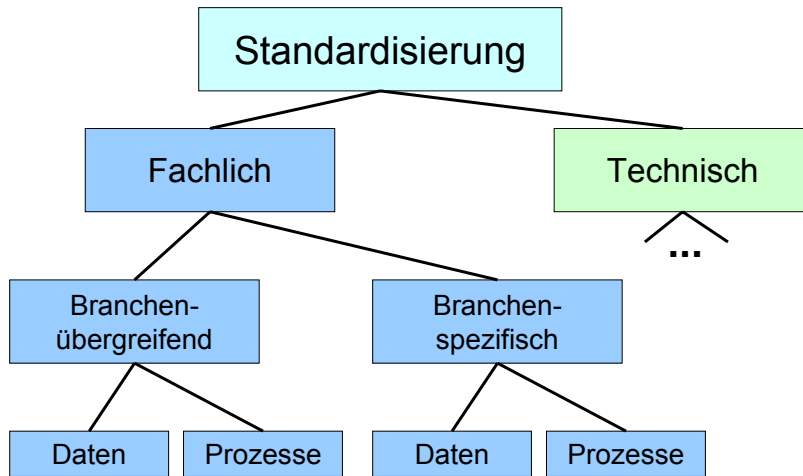 Standardisierung
Fachlich
Technisch
...
Branchen-
übergreifend
Branchen-
spezifisch
Daten
Prozesse
Daten
Prozesse